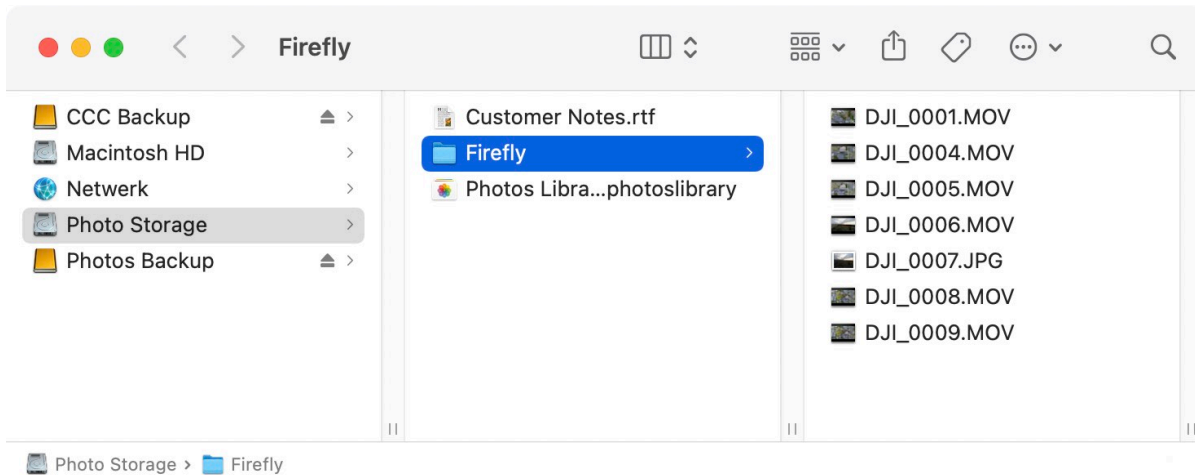 Firefly
CCC Backup
Macintosh HD
Netwerk
Photo Storage
Photos Backup
Customer Notes.rtf
Firefly
Photos Libra...photoslibrary
DJI_0001.MOV
DJI_0004.MOV
DJI_0005.MOV
DJI_0006.MOV
DJI_0007.JPG
DJI_0008.MOV
DJI_0009.MOV
Photo Storage › Firefly